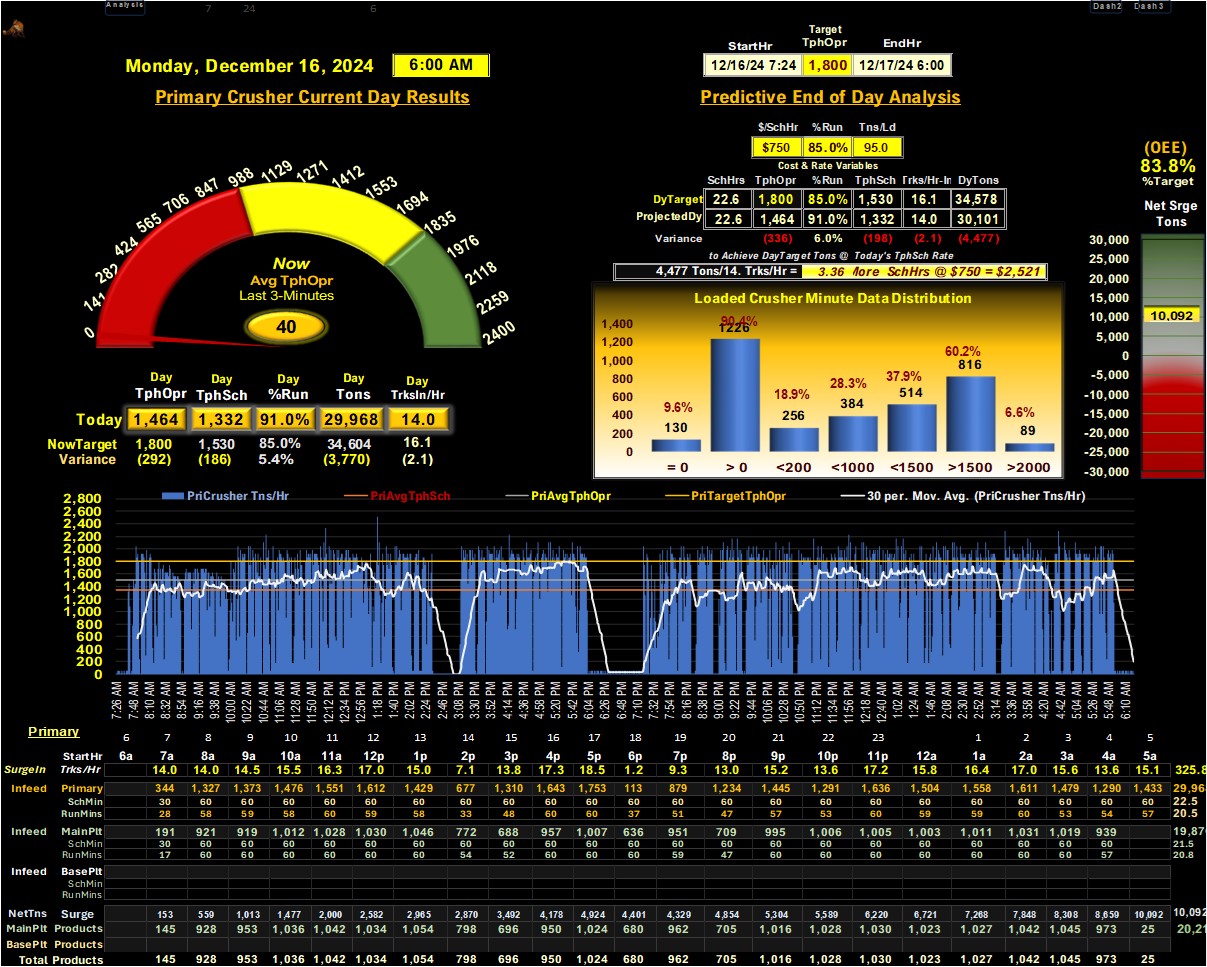 Analysis 7 24 6 Dash2 Dash3
Target
StartHr TphOpr EndHr
Monday, December 16, 2024 6:00 AM 12/16/24 7:24 1,800 12/17/24 6:00
Primary Crusher Current Day Results Predictive End of Day Analysis
$/SchHr %Run Tns/Ld
$750 85.0% 95.0
Cost & Rate Variables
SchHrs TphOpr %Run TphSch Trks/Hr-In DyTons
DyTarget 22.6 1,800 85.0% 1,530 16.1 34,578
ProjectedDy 22.6 1,464 91.0% 1,332 14.0 30,101
Variance (336) 6.0% (198) (2.1) (4,477)
to Achieve DayTarget Tons @ Today's TphSch Rate
4,477 Tons/14. Trks/Hr = 3.36 More SchHrs @ $750 = $2,521
(OEE)
83.8%
%Target
Net Srge
Tons
30,000
25,000
20,000
15,000
10,092
10,000
5,000
0
-5,000
-10,000
-15,000
-20,000
-25,000
-30,000
0 141 282 424 565 706 847 988 1129 1271 1412 1553 1694 1835 1976 2118 2259 2400
Now
Avg TphOpr
Last 3-Minutes
40
Loaded Crusher Minute Data Distribution
1,400
1,200
1,000
800
600
400
200
0
9.6% 90.4% 18.9% 28.3% 37.9% 60.2% 6.6%
130 1226 256 384 514 816 89
= 0 > 0 <200 <1000 <1500 >1500 >2000
Day Day Day Day Day
TphOpr TphSch %Run Tons TrksIn/Hr
Today 1,464 1,332 91.0% 29,968 14.0
NowTarget 1,800 1,530 85.0% 34,604 16.1
Variance (292) (186) 5.4% (3,770) (2.1)
PriCrusher Tns/Hr PriAvgTphSch PriAvgTphOpr PriTargetTphOpr 30 per. Mov. Avg. (PriCrusher Tns/Hr)
2,800
2,600
2,400
2,200
2,000
1,800
1,600
1,400
1,200
1,000
800
600
400
200
0
7:26 AM 7:48 AM 8:10 AM 8:32 AM 8:54 AM 9:16 AM 9:38 AM 10:00 AM 10:22 AM 10:44 AM 11:06 AM 11:28 AM 11:50 AM 12:12 PM 12:34 PM 12:56 PM 1:18 PM 1:40 PM 2:02 PM 2:24 PM 2:46 PM 3:08 PM 3:30 PM 3:52 PM 4:14 PM 4:36 PM 4:58 PM 5:20 PM 5:42 PM 6:04 PM 6:26 PM 6:48 PM 7:10 PM 7:32 PM 7:54 PM 8:16 PM 8:38 PM 9:00 PM 9:22 PM 9:44 PM 10:06 PM 10:28 PM 10:50 PM 11:12 PM 11:34 PM 11:56 PM 12:18 AM 12:40 AM 1:02 AM 1:24 AM 1:46 AM 2:08 AM 2:30 AM 2:52 AM 3:14 AM 3:36 AM 3:58 AM 4:20 AM 4:42 AM 5:04 AM 5:26 AM 5:48 AM 6:10 AM
Primary 6 7 8 9 10 11 12 13 14 15 16 17 18 19 20 21 22 23 1 2 3 4 5
StartHr 6a 7a 8a 9a 10a 11a 12p 1p 2p 3p 4p 5p 6p 7p 8p 9p 10p 11p 12a 1a 2a 3a 4a 5a
SurgeIn Trks/Hr 14.0 14.0 14.5 15.5 16.3 17.0 15.0 7.1 13.8 17.3 18.5 1.2 9.3 13.0 15.2 13.6 17.2 15.8 16.4 17.0 15.6 13.6 15.1 325.8
Infeed Primary 344 1,327 1,373 1,476 1,551 1,612 1,429 677 1,310 1,643 1,753 113 879 1,234 1,445 1,291 1,636 1,504 1,558 1,611 1,479 1,290 1,433 29,968
SchMin 30 60 60 60 60 60 60 60 60 60 60 60 60 60 60 60 60 60 60 60 60 60 60 22.5
RunMins 28 58 59 58 60 59 58 33 48 60 60 6 37 51 47 57 53 60 59 59 60 53 54 57 20.5
Infeed MainPlt 191 921 919 1,012 1,028 1,030 1,046 772 688 957 1,007 636 951 709 995 1,006 1,005 1,003 1,011 1,031 1,019 939 19,876
SchMin 30 60 60 60 60 60 60 60 60 60 60 60 60 60 60 60 60 60 60 60 60 60 21.5
RunMins 17 60 60 60 60 60 60 54 52 60 60 60 59 47 60 60 60 60 60 60 60 57 20.8
Infeed BasePlt
SchMin
RunMins
NetTns Surge 153 559 1,013 1,477 2,000 2,582 2,965 2,870 3,492 4,178 4,924 4,401 4,329 4,854 5,304 5,589 6,220 6,721 7,268 7,848 8,308 8,659 10,092 10,092
MainPlt Products 145 928 953 1,036 1,042 1,034 1,054 798 696 950 1,024 680 962 705 1,016 1,028 1,030 1,023 1,027 1,042 1,045 973 25 20,21
BasePlt Products
Total Products 145 928 953 1,036 1,042 1,034 1,054 798 696 950 1,024 680 962 705 1,016 1,028 1,030 1,023 1,027 1,042 1,045 973 25